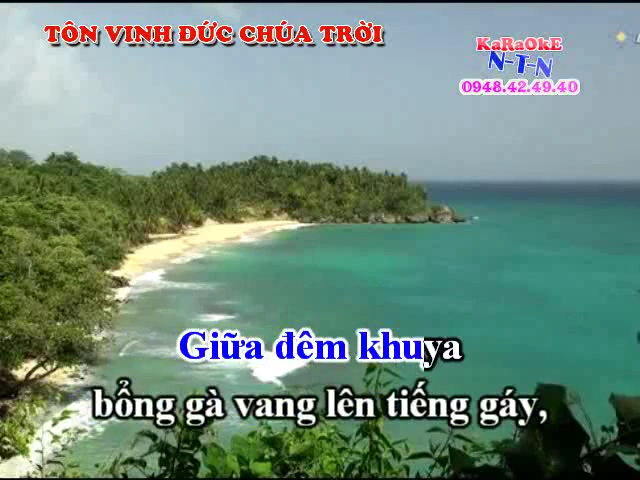 TÔN VINH ĐỨC CHÚA TRỜI
KaRaOkE
N-T-N
0948.42.49.40
Giữa đêm khuya
bổng gà vang lên tiếng gáy,